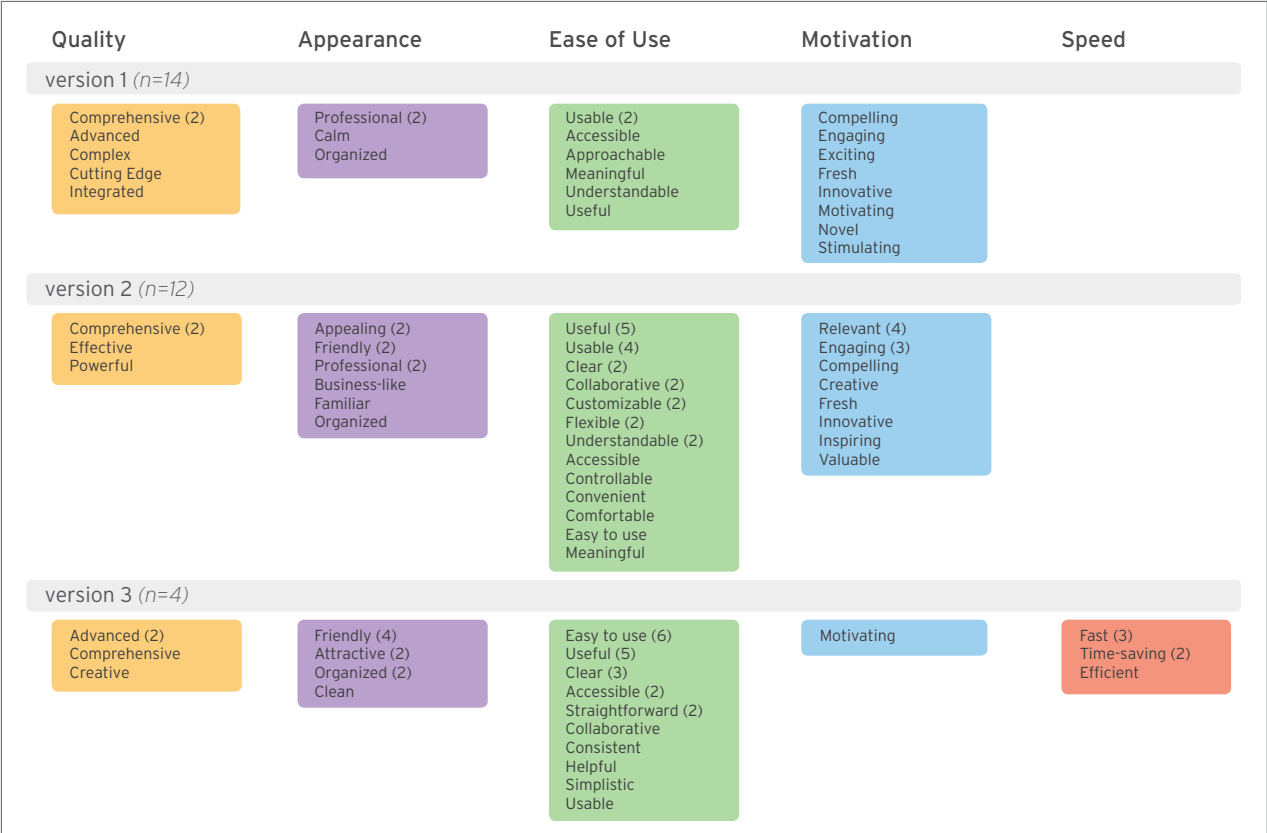 Quality
Appearance
Ease of Use
Motivation
Speed
version 1 (n=14)
Comprehensive (2)
Advanced
Complex
Cutting Edge
Integrated
Professional (2)
Calm
Organized
Usable (2)
Accessible
Approachable
Meaningful
Understandable
Useful
Compelling
Engaging
Exciting
Fresh
Innovative
Motivating
Novel
Stimulating
version 2 (n=12)
Comprehensive (2)
Effective
Powerful
Appealing (2)
Friendly (2)
Professional (2)
Business-like
Familiar
Organized
Useful (5)
Usable (4)
Clear (2)
Collaborative (2)
Customizable (2)
Flexible (2)
Understandable (2)
Accessible
Controllable
Convenient
Comfortable
Easy to use
Meaningful
Relevant (4)
Engaging (3)
Compelling
Creative
Fresh
Innovative
Inspiring
Valuable
version 3 (n=4)
Advanced (2)
Comprehensive
Creative
Friendly (4)
Attractive (2)
Organized (2)
Clean
Easy to use (6)
Useful (5)
Clear (3)
Accessible (2)
Straightforward (2)
Collaborative
Consistent
Helpful
Simplistic
Usable
Motivating
Fast (3)
Time-saving (2)
Efficient